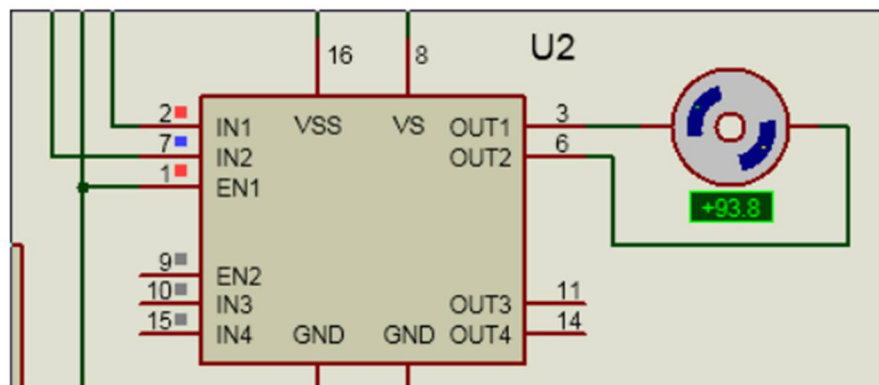 U2
16 8
2 IN1 VSS VS OUT1 3
7 IN2 OUT2 6
1 EN1
+93.8
9 EN2
10 IN3 OUT3 11
15 IN4 GND GND OUT4 14